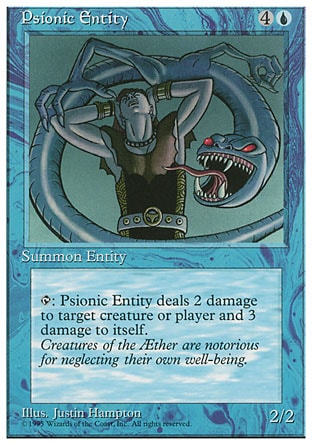 Psionic Entity 4
Summon Entity
: Psionic Entity deals 2 damage
to target creature or player and 3
damage to itself.
Creatures of the Æther are notorious
for neglecting their own well-being.
Illus. Justin Hampton
©1995 Wizards of the Coast, Inc. All rights reserved.
2/2